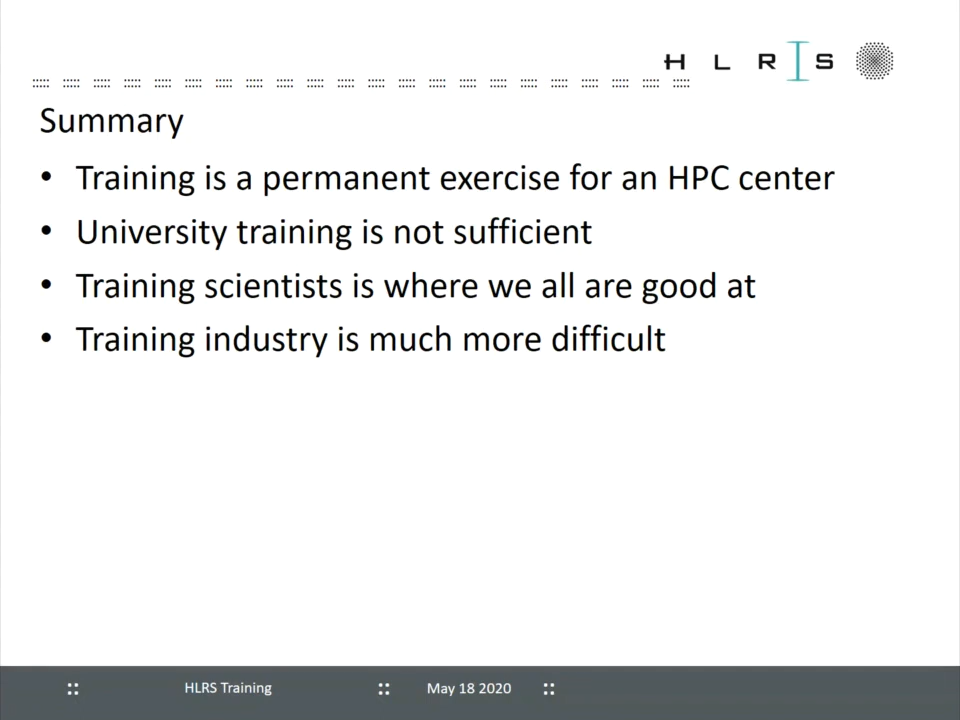 H L R I S
Summary
• Training is a permanent exercise for an HPC center
• University training is not sufficient
• Training scientists is where we all are good at
• Training industry is much more difficult
:: HLRS Training :: May 18 2020 ::